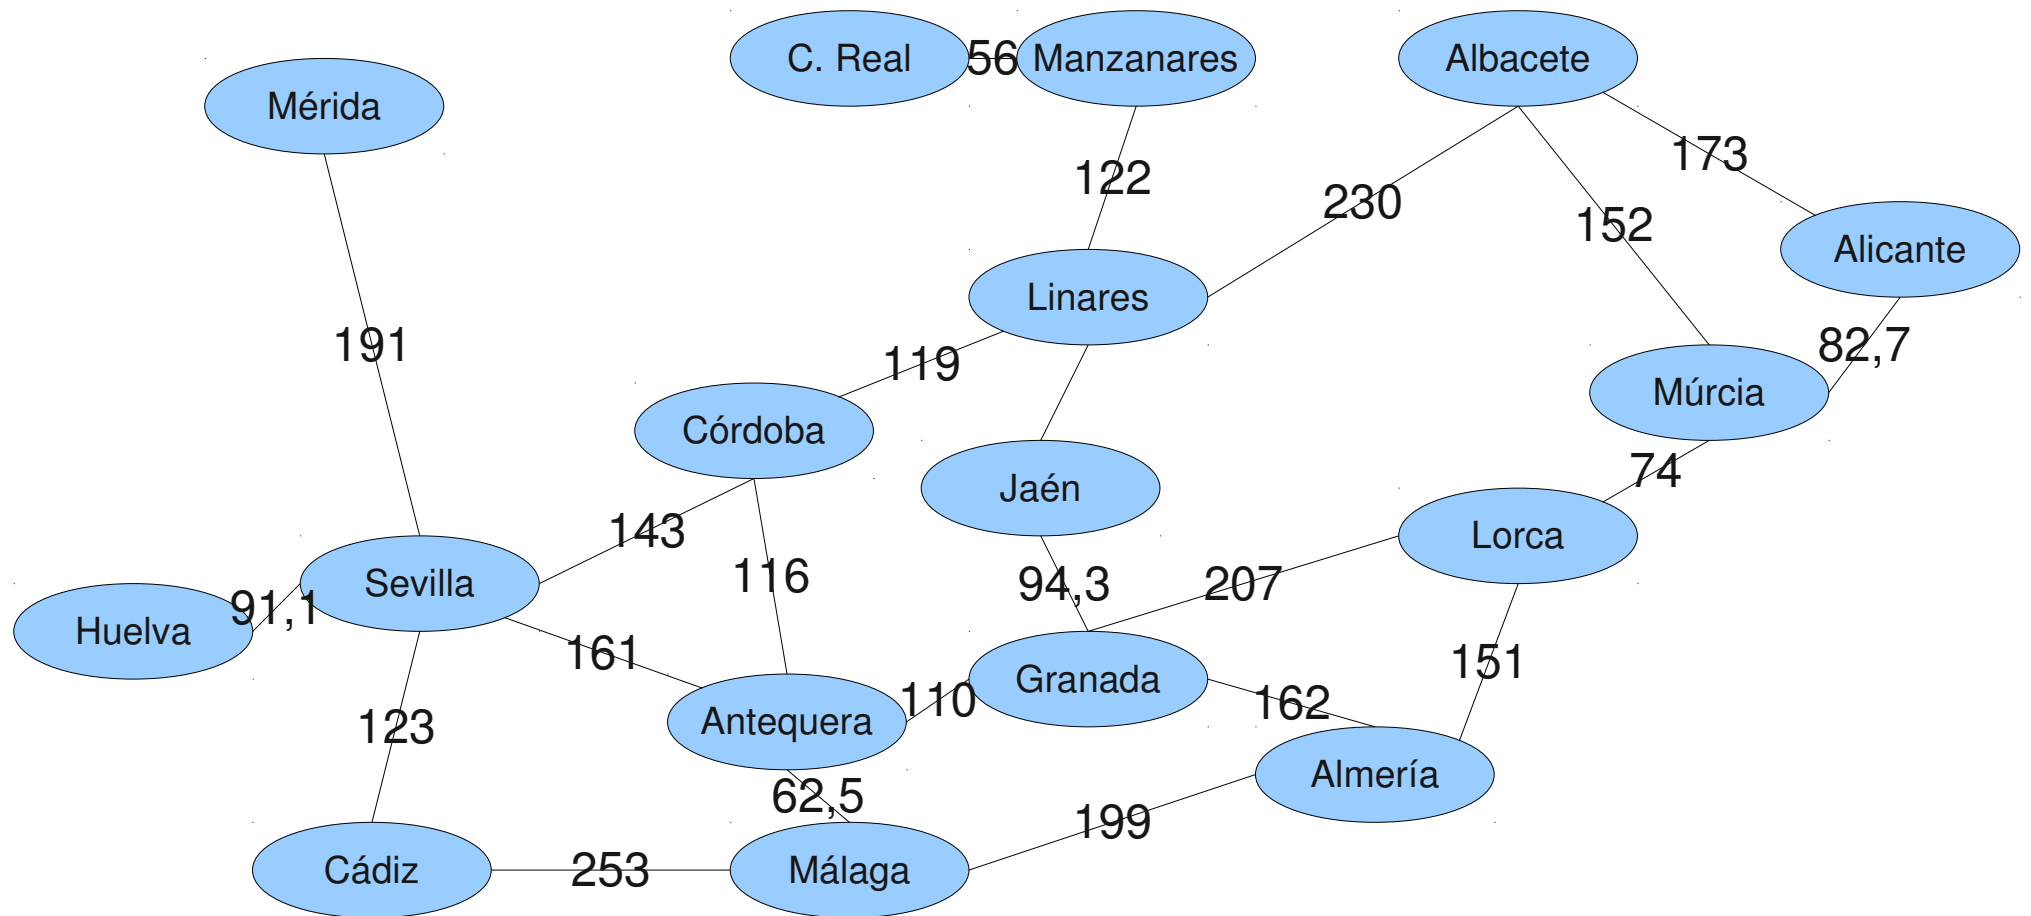 C. Real
56
Manzanares
Albacete
Mérida
173
122
230
152
Alicante
Linares
191
119
82,7
Múrcia
Córdoba
74
Jaén
143
Lorca
116
Sevilla
94,3
207
91,1
Huelva
161
151
Granada
110
162
123
Antequera
Almería
62,5
199
Cádiz
253
Málaga